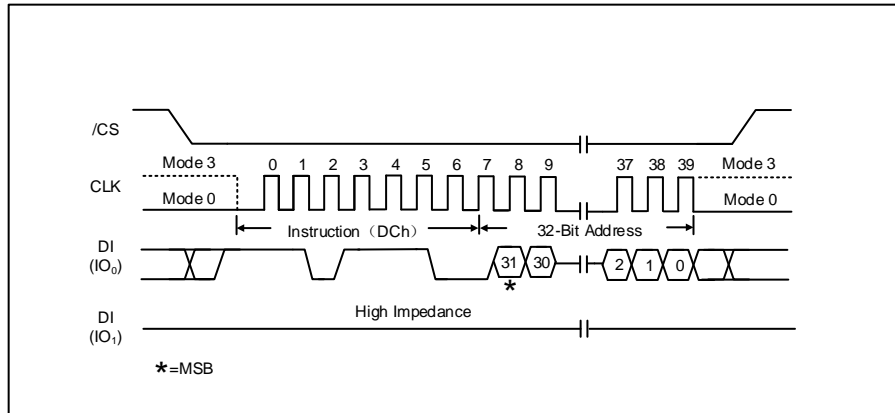 /CS
Mode 3
0 1 2 3 4 5 6 7 8 9 37 38 39
Mode 3
CLK
Mode 0
Mode 0
Instruction（DCh）
32-Bit Address
DI
(IO₀)
31 30 2 1 0
*
High Impedance
DI
(IO₁)
*=MSB